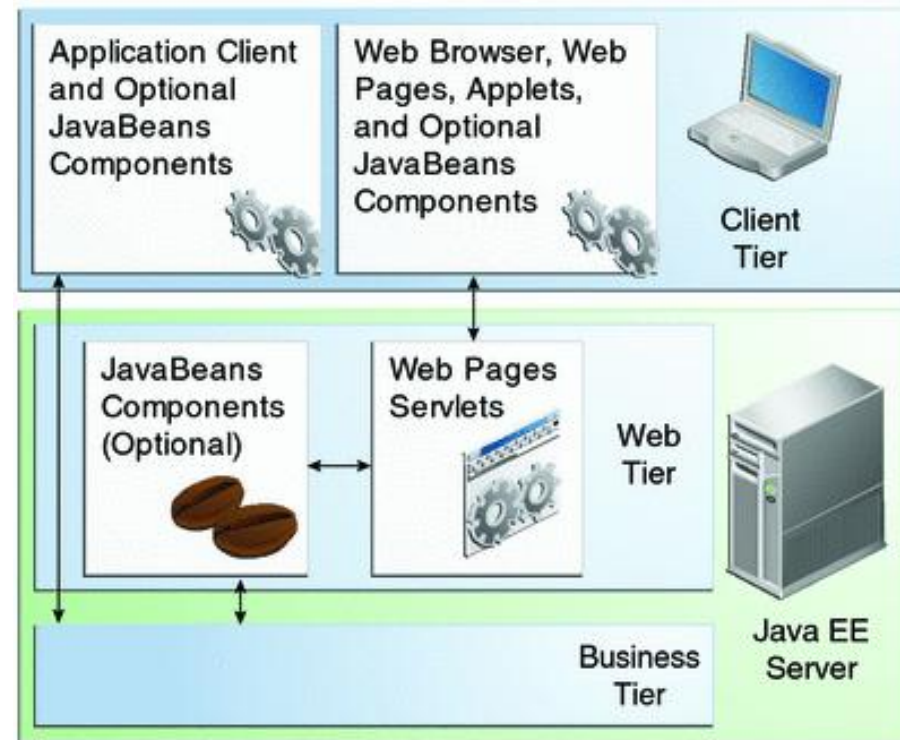 Application Client
and Optional
JavaBeans
Components
Web Browser, Web
Pages, Applets,
and Optional
JavaBeans
Components
Client
Tier
JavaBeans
Components
(Optional)
Web Pages
Servlets
Web
Tier
Java EE
Server
Business
Tier